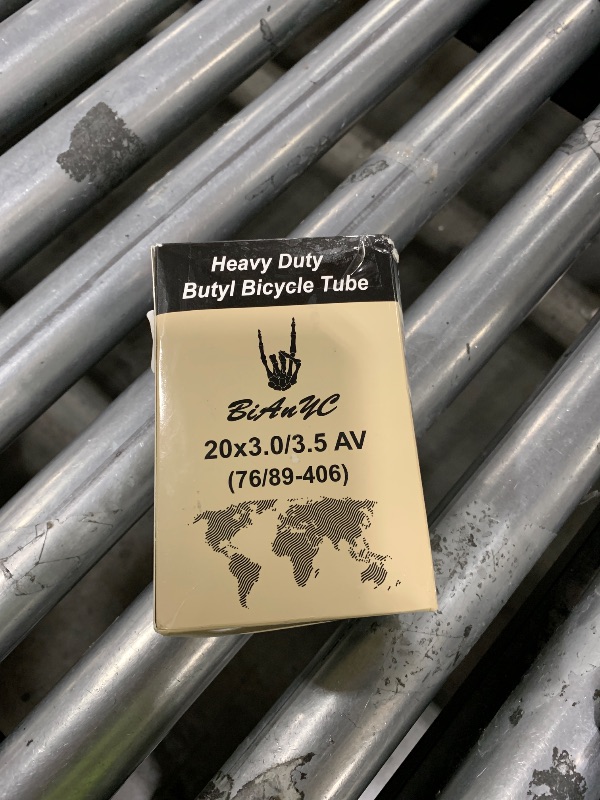 Heavy Duty
Butyl Bicycle Tube
BiAnYC
20x3.0/3.5 AV
(76/89-406)